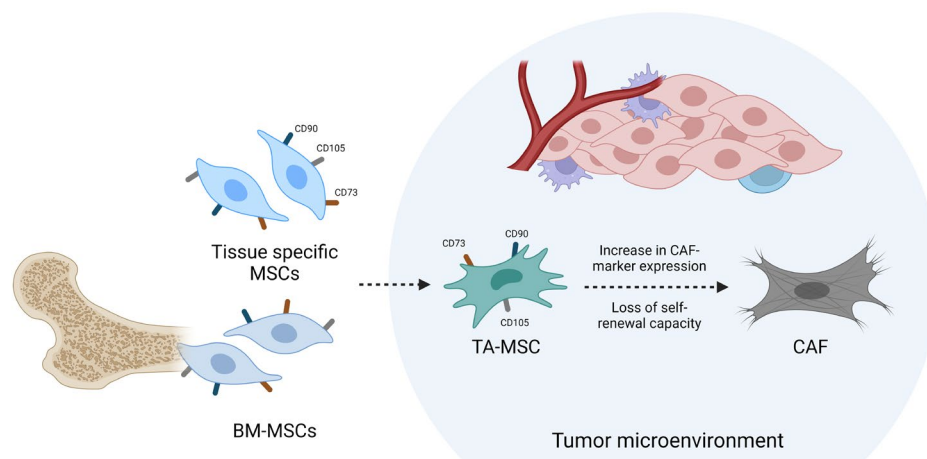 CD90
CD105
CD73
Tissue specific
MSCs
BM-MSCs
CD73
CD90
CD105
TA-MSC
Increase in CAF-
marker expression
Loss of self-
renewal capacity
CAF
Tumor microenvironment